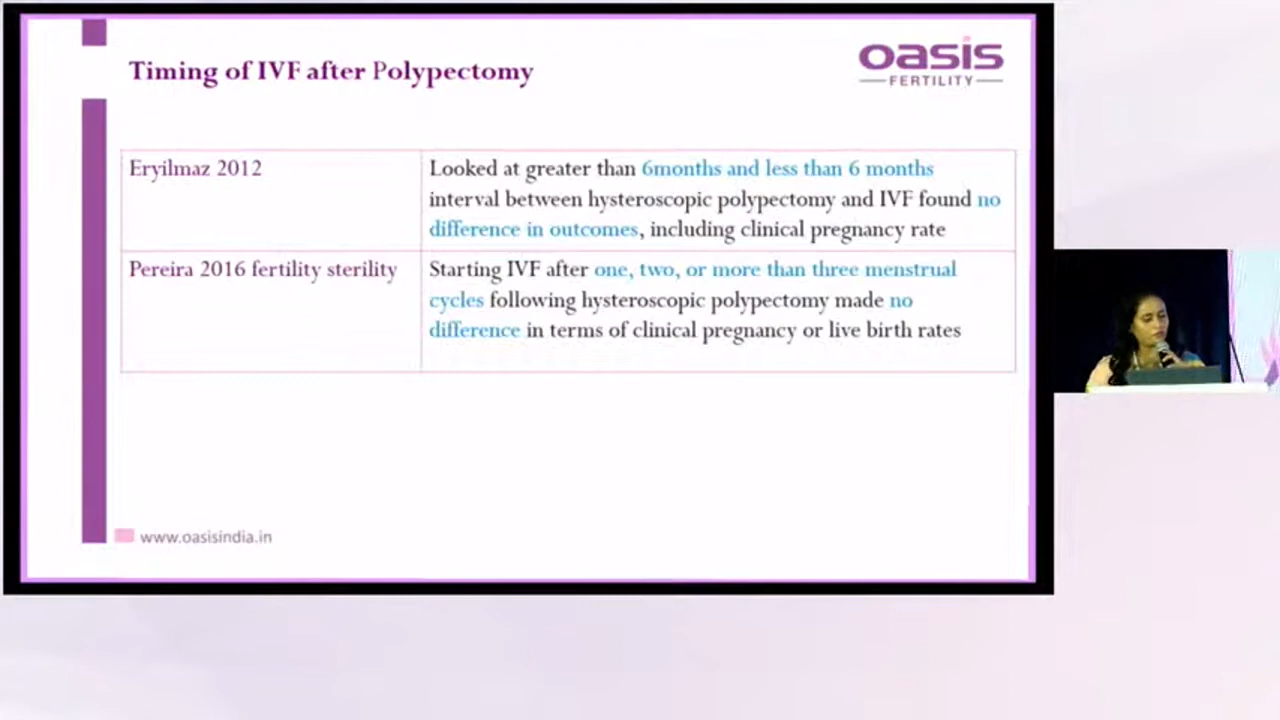 Timing of IVF after Polypectomy
oasis
FERTILITY
Eryilmaz 2012
Looked at greater than 6months and less than 6 months
interval between hysteroscopic polypectomy and IVF found no
difference in outcomes, including clinical pregnancy rate
Pereira 2016 fertility sterility
Starting IVF after one, two, or more than three menstrual
cycles following hysteroscopic polypectomy made no
difference in terms of clinical pregnancy or live birth rates
www.oasisindia.in